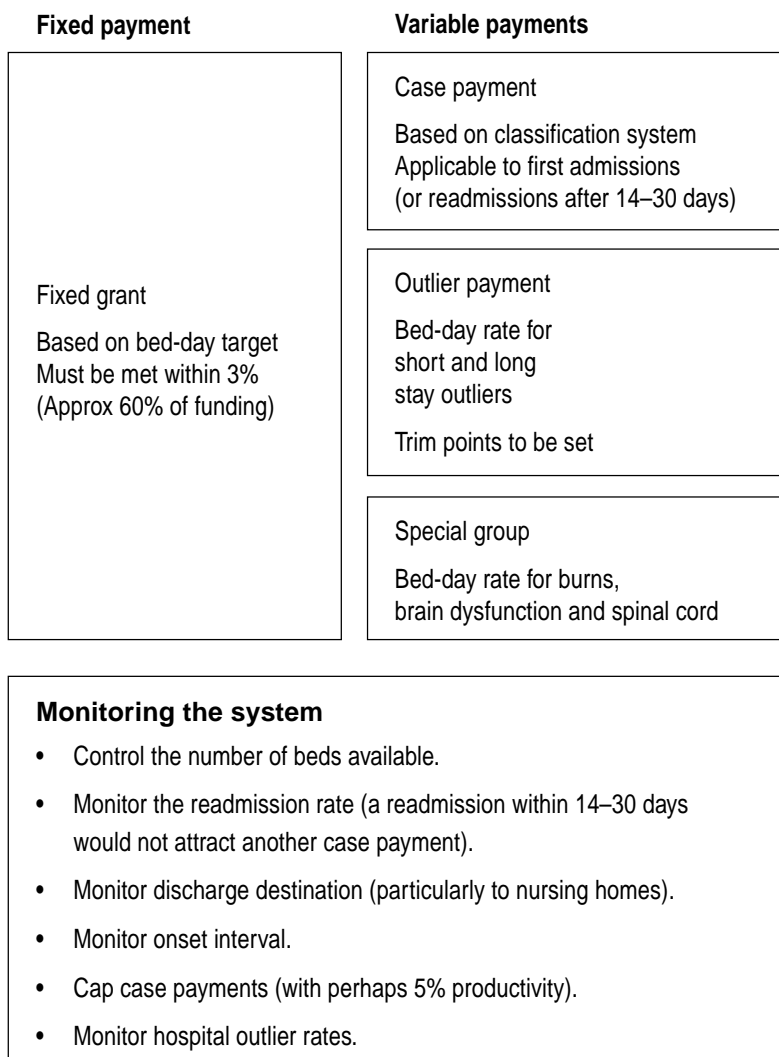 Fixed payment
Variable payments
Fixed grant
Based on bed-day target
Must be met within 3%
(Approx 60% of funding)
Case payment
Based on classification system
Applicable to first admissions
(or readmissions after 14–30 days)
Outlier payment
Bed-day rate for
short and long
stay outliers
Trim points to be set
Special group
Bed-day rate for burns,
brain dysfunction and spinal cord
Monitoring the system
• Control the number of beds available.
• Monitor the readmission rate (a readmission within 14–30 days
would not attract another case payment).
• Monitor discharge destination (particularly to nursing homes).
• Monitor onset interval.
• Cap case payments (with perhaps 5% productivity).
• Monitor hospital outlier rates.